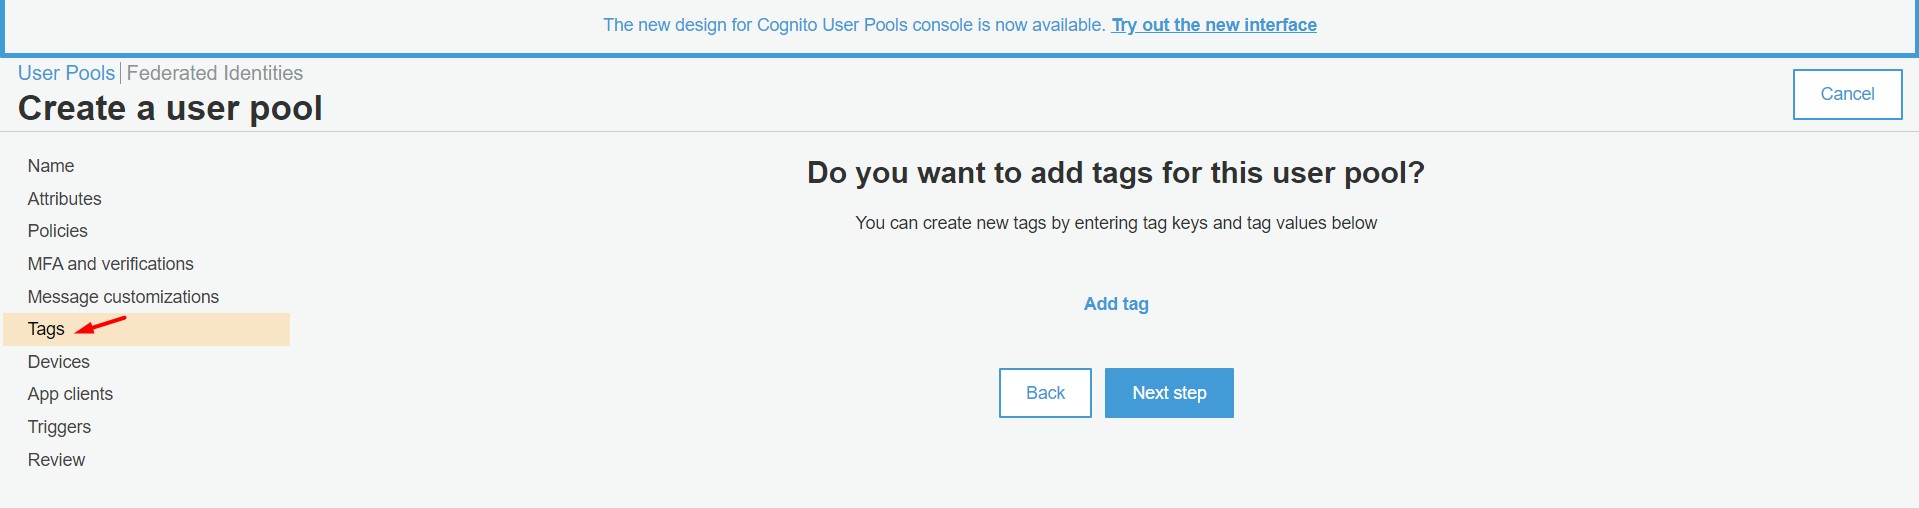 The new design for Cognito User Pools console is now available. Try out the new interface
User Pools | Federated Identities
Create a user pool
Cancel
Name
Attributes
Policies
MFA and verifications
Message customizations
Tags
Devices
App clients
Triggers
Review
Do you want to add tags for this user pool?
You can create new tags by entering tag keys and tag values below
Add tag
Back
Next step